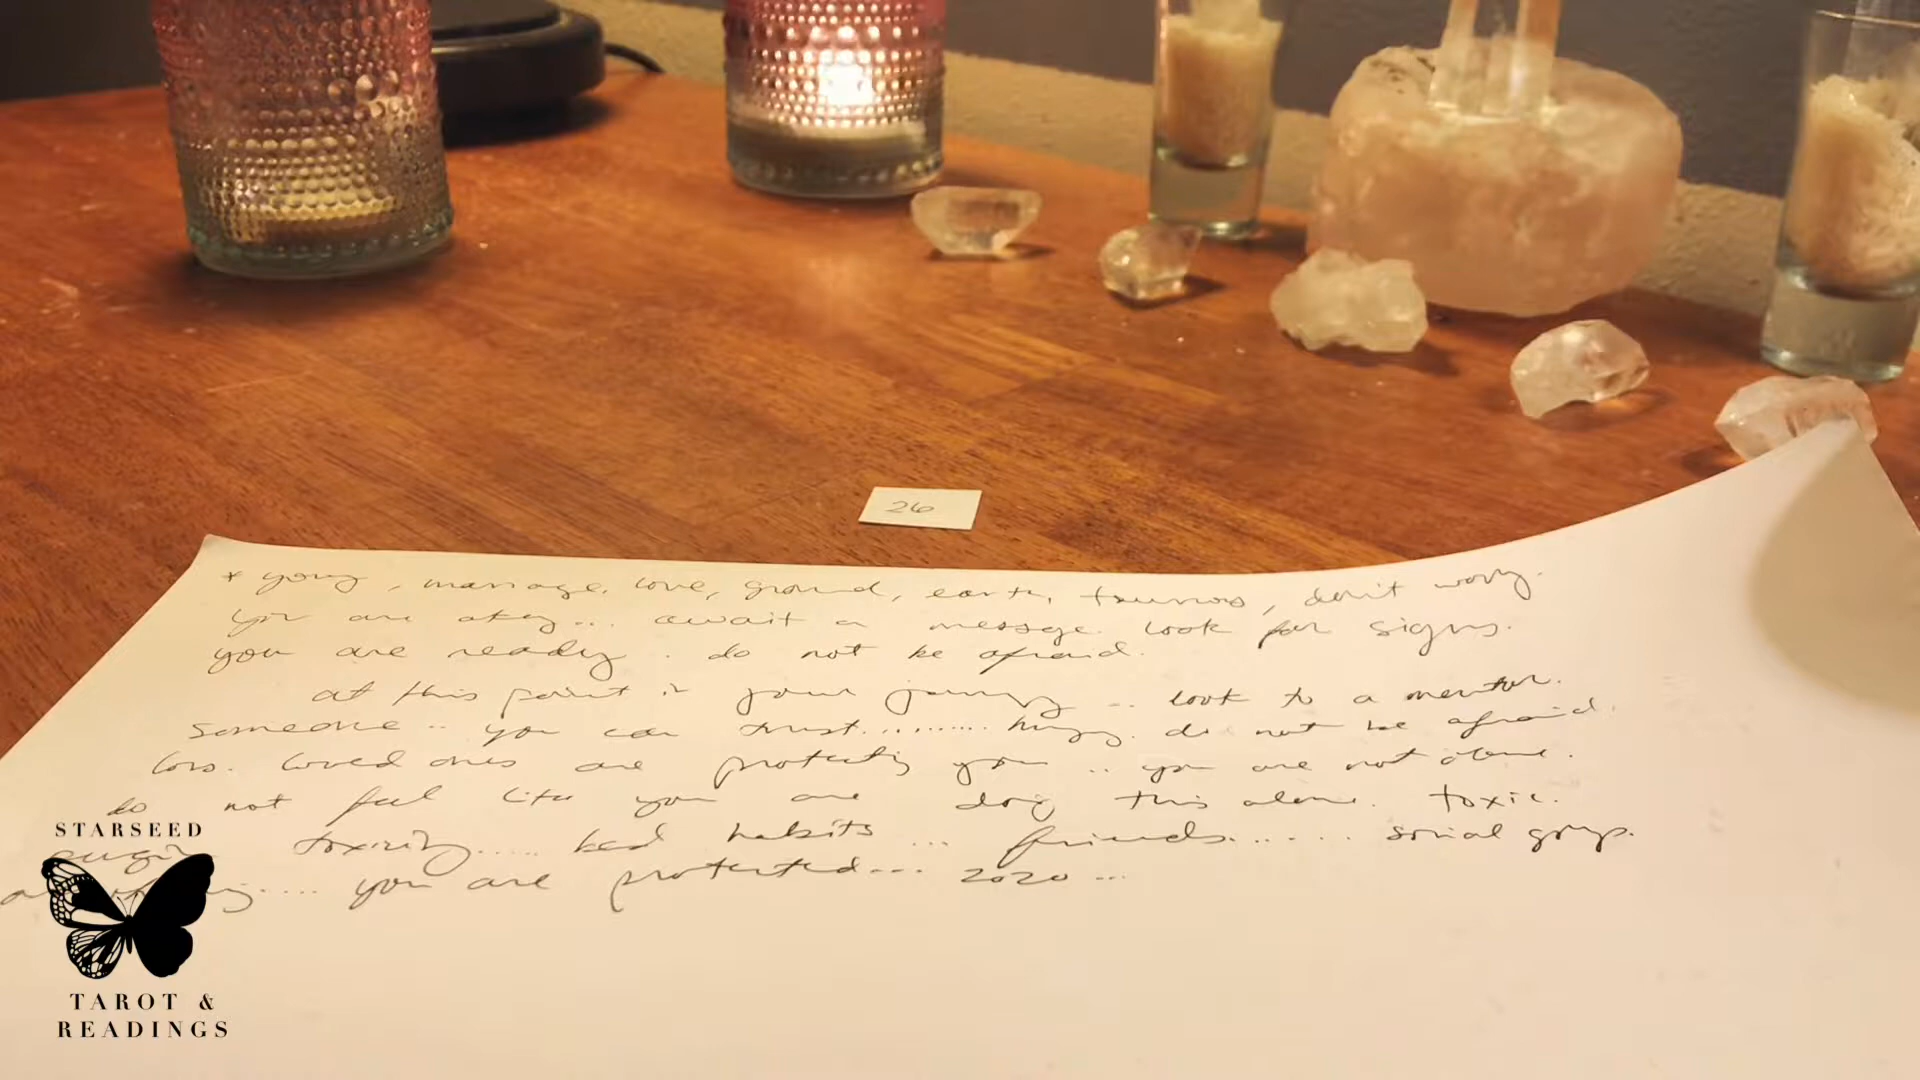 26
* young, marriage, love, ground, earth, don't worry.
you are okay... await a message. look for signs.
you are ready. do not be afraid.
at this point in your journey .. look to a mentor.
someone .. you can trust......... hugs. do not be afraid.
loss. loved ones are protecting you .. you are not alone.
do not feel like you are doing this alone. toxic.
toxicity..... bad habits ... friends...... social group.
.... you are protected... 2020...
STARSEED
TAROT &
READINGS